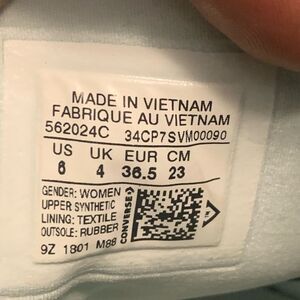 MADE IN VIETNAM
FABRIQUE AU VIETNAM
562024C 34CP7SVM00090
US UK EUR CM
6 4 36.5 23
GENDER: WOMEN
UPPER: SYNTHETIC
LINING: TEXTILE
OUTSOLE: RUBBER
CONVERSE
9Z 1801 M88